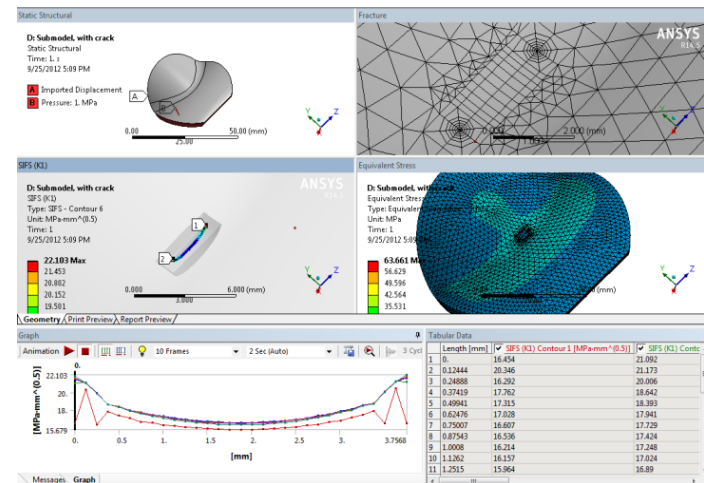 Static Structural
D: Submodel, with crack
Static Structural
Time: 1. s
9/25/2012 5:09 PM
A Imported Displacement
B Pressure: 1. MPa
A
B
0.00 50.00 (mm)
25.00
Y Z
Fracture
ANSYS
R14.5
0.000 2.000 (mm)
1.000
Y Z
SIFS (K1)
D: Submodel, with crack
SIFS (K1)
Type: SIFS - Contour 6
Unit: MPa·mm^(0.5)
Time: 1
9/25/2012 5:09 PM
22.103 Max
21.453
20.802
20.152
19.501
ANSYS
R14.5
1
2
0.000 6.000 (mm)
3.000
Y Z
Equivalent Stress
D: Submodel, with crack
Equivalent Stress
Unit: MPa
Time: 1
9/25/2012 5:09 PM
63.661 Max
56.629
49.596
42.564
35.531
(mm)
Y Z
Geometry Print Preview Report Preview
Graph
Animation 10 Frames 2 Sec (Auto) 3 Cycl
[MPa·mm^(0.5)]
0.
22.103
20.
18.
15.679
0. 0.5 1. 1.5 2. 2.5 3. 3.7568
[mm]
Messages Graph
Tabular Data
Length [mm] SIFS (K1) Contour 1 [MPa·mm^(0.5)] SIFS (K1) Contc
1 0. 16.454 21.092
2 0.12444 20.346 21.173
3 0.24888 16.292 20.006
4 0.37419 17.762 18.642
5 0.49941 17.315 18.393
6 0.62476 17.028 17.941
7 0.75007 16.607 17.729
8 0.87543 16.536 17.424
9 1.0008 16.214 17.248
10 1.1262 16.157 17.024
11 1.2515 15.964 16.89